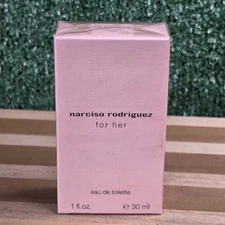 narciso rodriguez
for her
eau de toilette
1 fl.oz. ℮ 30 ml